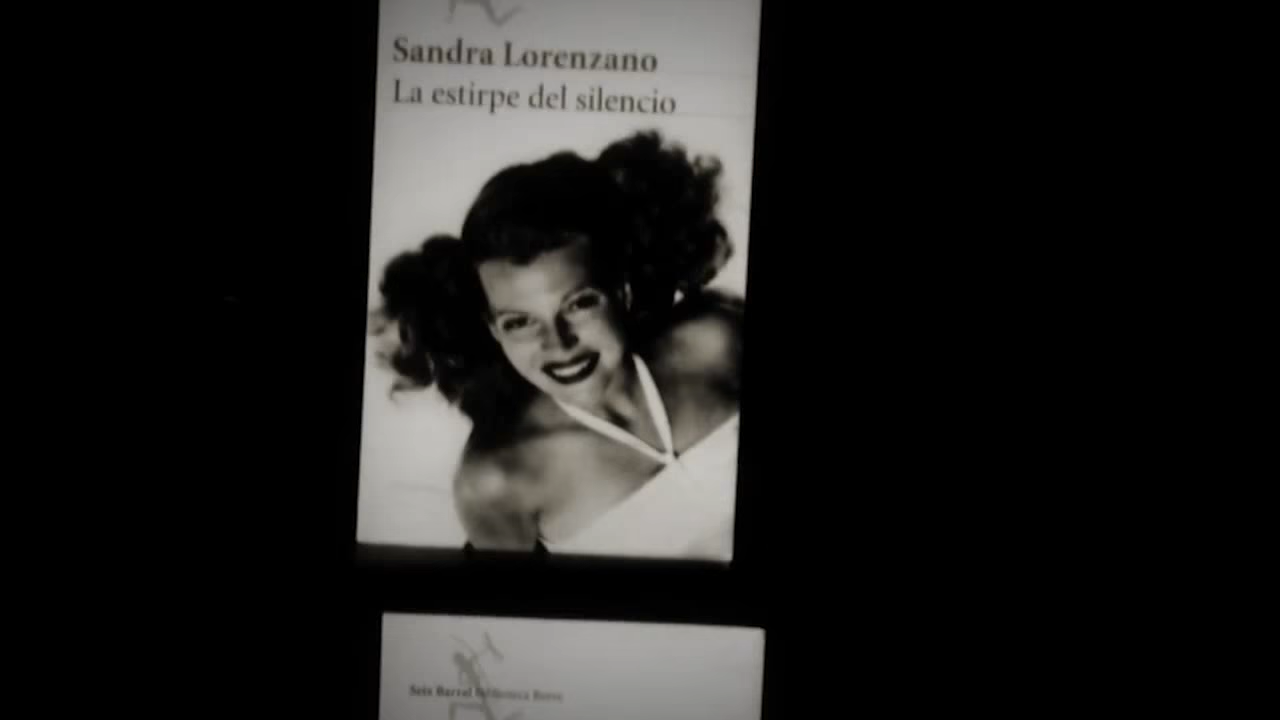 Sandra Lorenzano
La estirpe del silencio
Seix Barral Biblioteca Breve